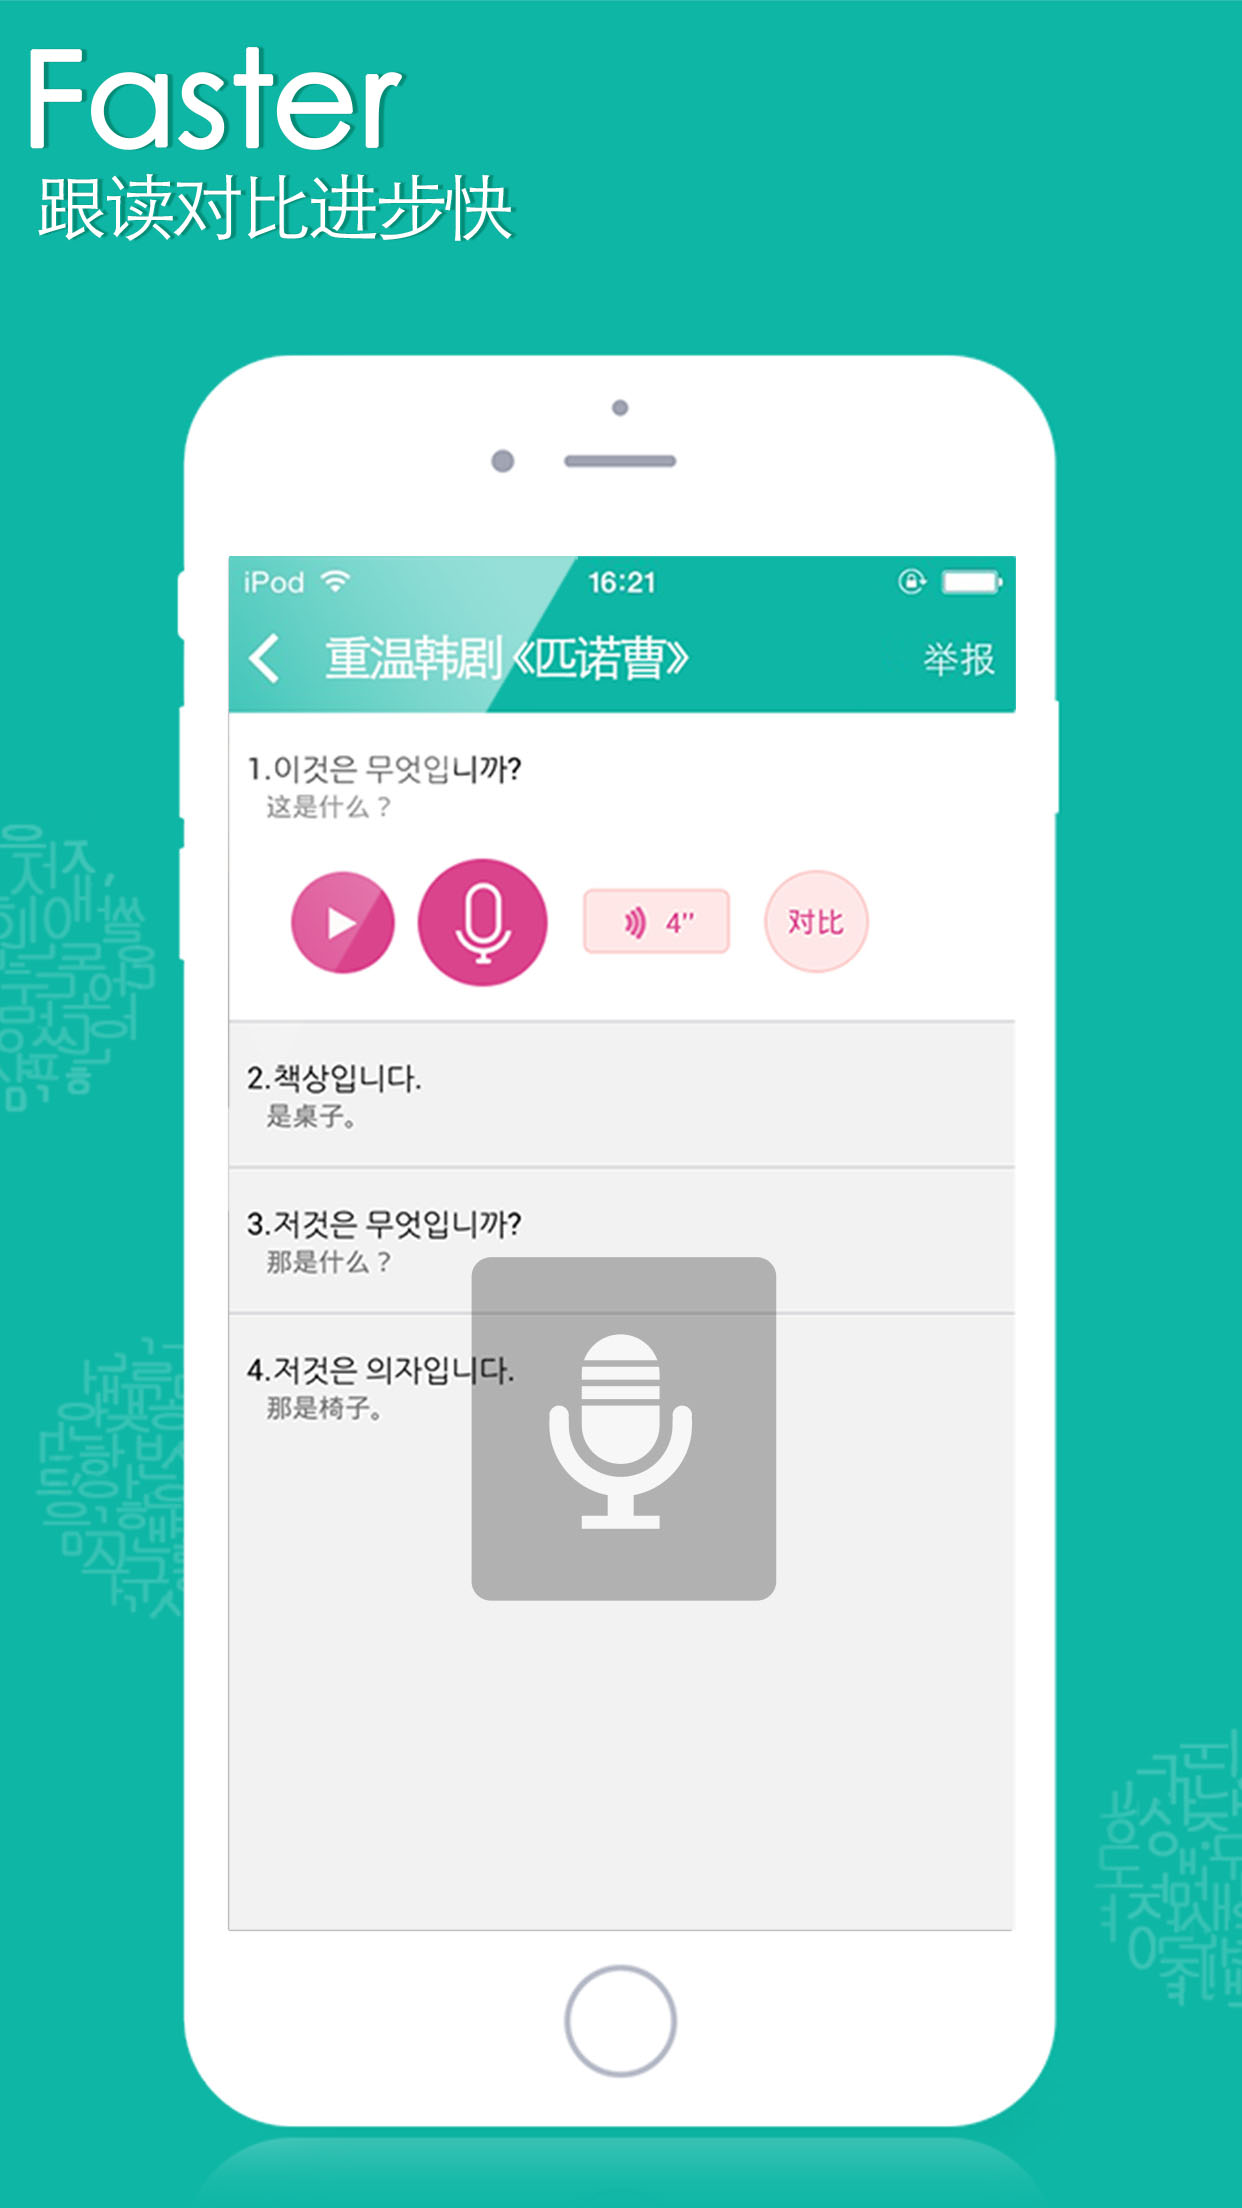 Faster
跟读对比进步快
iPod 16:21
重温韩剧《匹诺曹》 举报
1.이것은 무엇입니까?
这是什么？
4’’ 对比
2.책상입니다.
是桌子。
3.저것은 무엇입니까?
那是什么？
4.저것은 의자입니다.
那是椅子。